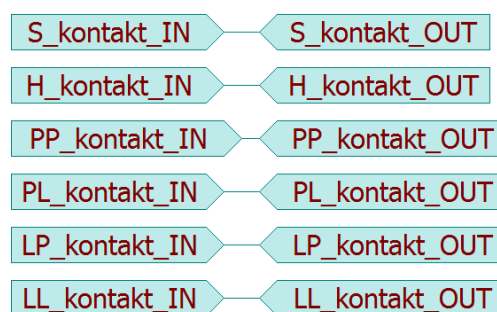 S_kontakt_IN S_kontakt_OUT
H_kontakt_IN H_kontakt_OUT
PP_kontakt_IN PP_kontakt_OUT
PL_kontakt_IN PL_kontakt_OUT
LP_kontakt_IN LP_kontakt_OUT
LL_kontakt_IN LL_kontakt_OUT